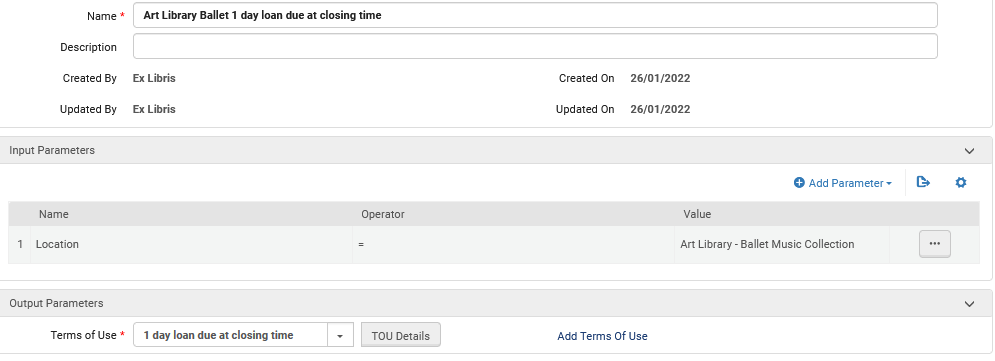 Name * Art Library Ballet 1 day loan due at closing time
Description
Created By Ex Libris Created On 26/01/2022
Updated By Ex Libris Updated On 26/01/2022
Input Parameters
Add Parameter
Name Operator Value
1 Location = Art Library - Ballet Music Collection
Output Parameters
Terms of Use * 1 day loan due at closing time TOU Details Add Terms Of Use